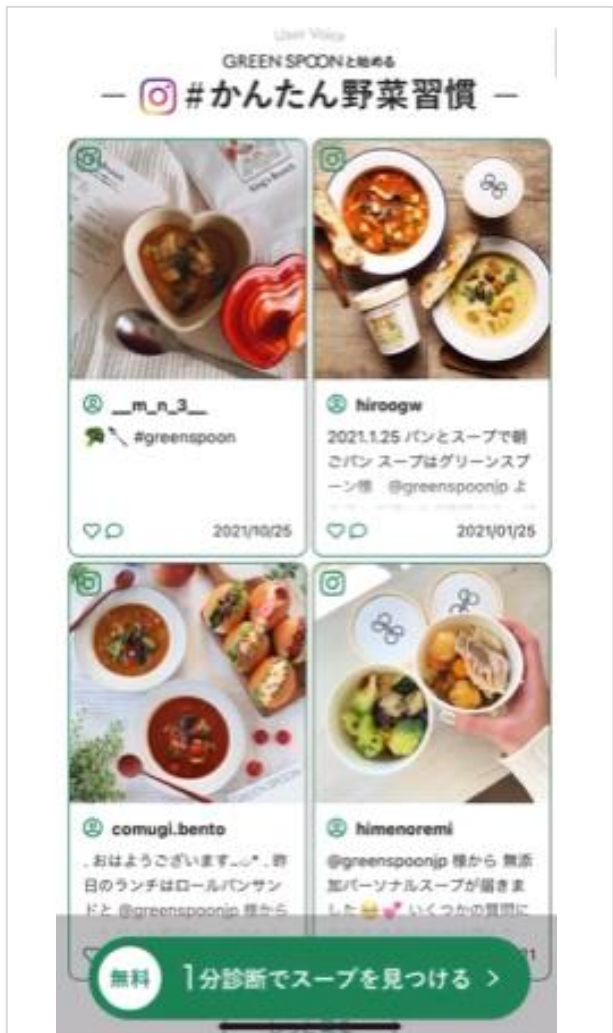 User Voice
GREEN SPOONと始める
#かんたん野菜習慣
__m_n_3__
#greenspoon
2021/10/25
hiroogw
2021.1.25 パンとスープで朝
ごパン スープはグリーンスプ
ーン様 @greenspoonjp よ
2021/01/25
comugi.bento
. おはようございます
昨
日のランチはロールパンサン
ドと @greenspoonjp 様から
himenoremi
@greenspoonjp 様から 無添
加パーソナルスープが届きま
した😆💕 いくつかの質問に
無料 1分診断でスープを見つける >